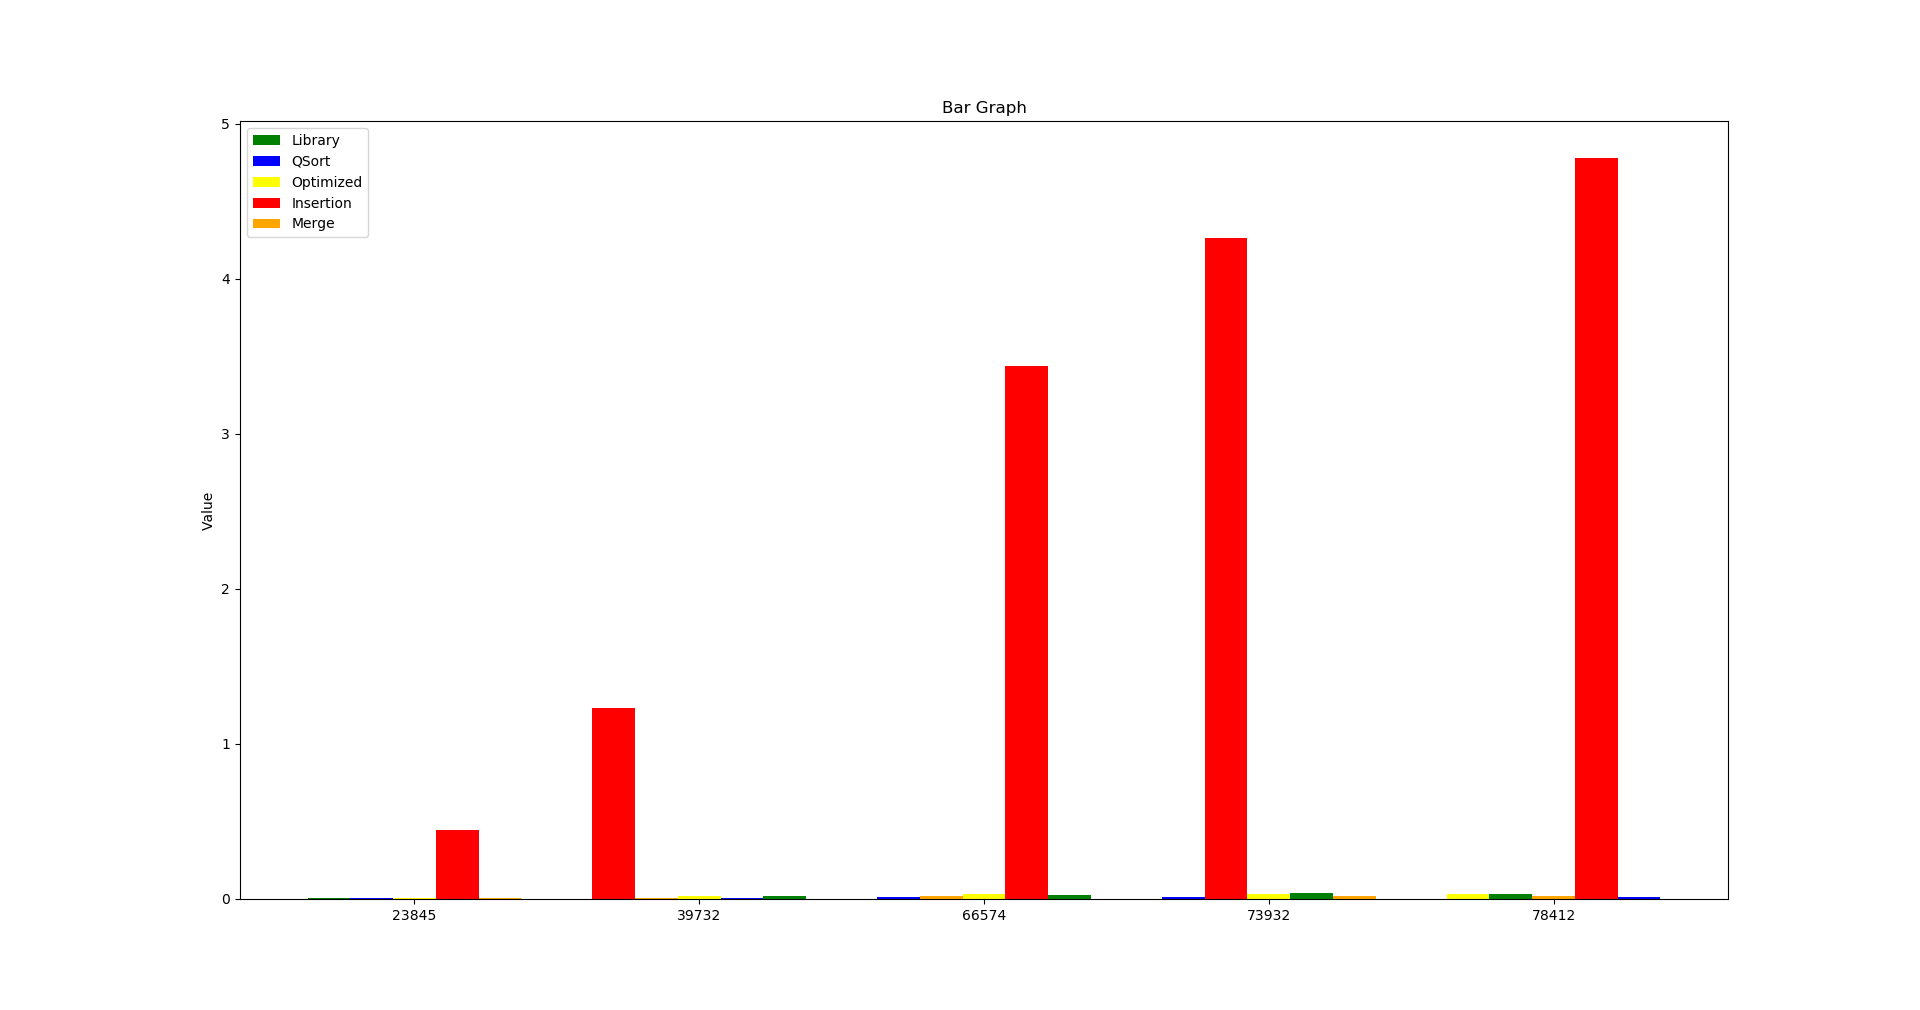 Bar Graph
5
4
3
2
1
0
Value
Library
QSort
Optimized
Insertion
Merge
23845
39732
66574
73932
78412